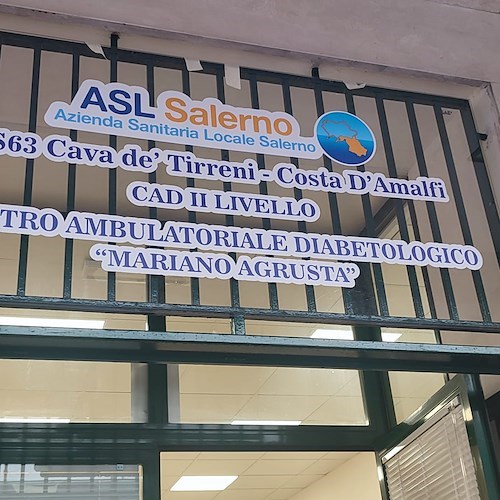 ASL Salerno
Azienda Sanitaria Locale Salerno
S63 Cava de' Tirreni - Costa D'Amalfi
CAD II LIVELLO
TRO AMBULATORIALE DIABETOLOGICO
“MARIANO AGRUSTA”